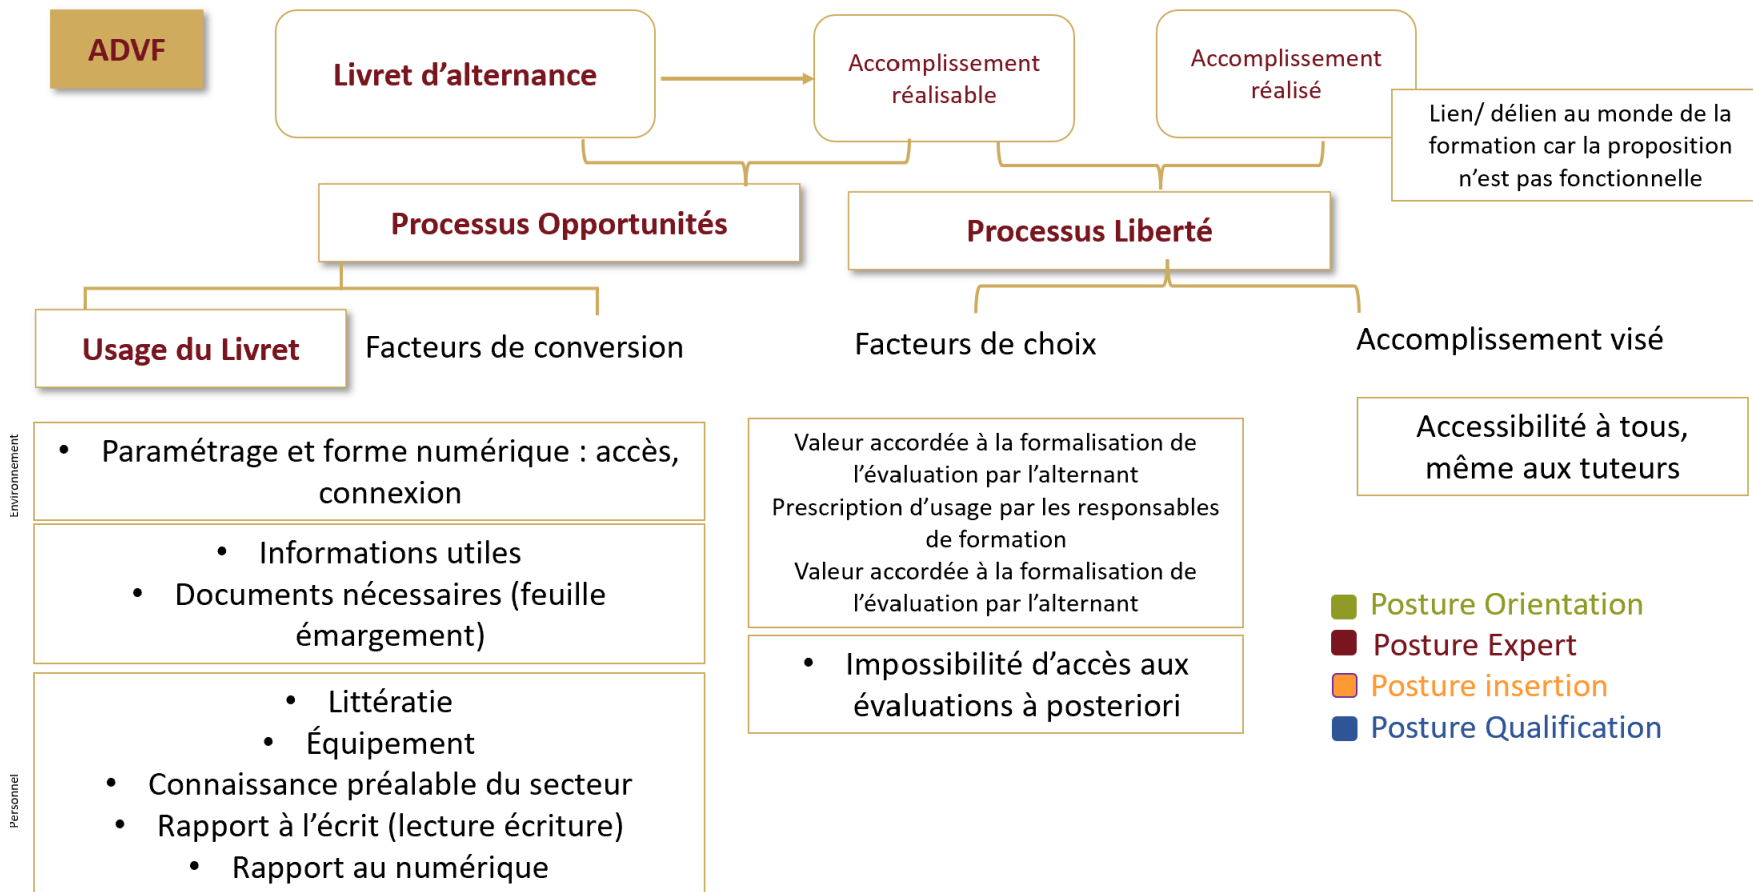 ADVF
Livret d’alternance
Accomplissement
réalisable
Accomplissement
réalisé
Lien/ délien au monde de la
formation car la proposition
n’est pas fonctionnelle
Processus Opportunités
Processus Liberté
Usage du Livret
Facteurs de conversion
Facteurs de choix
Accomplissement visé
Environnement
• Paramétrage et forme numérique : accès,
connexion
• Informations utiles
• Documents nécessaires (feuille
émargement)
Personnel
• Littératie
• Équipement
• Connaissance préalable du secteur
• Rapport à l’écrit (lecture écriture)
• Rapport au numérique
Valeur accordée à la formalisation de
l’évaluation par l’alternant
Prescription d’usage par les responsables
de formation
Valeur accordée à la formalisation de
l’évaluation par l’alternant
• Impossibilité d’accès aux
évaluations à posteriori
Accessibilité à tous,
même aux tuteurs
Posture Orientation
Posture Expert
Posture insertion
Posture Qualification